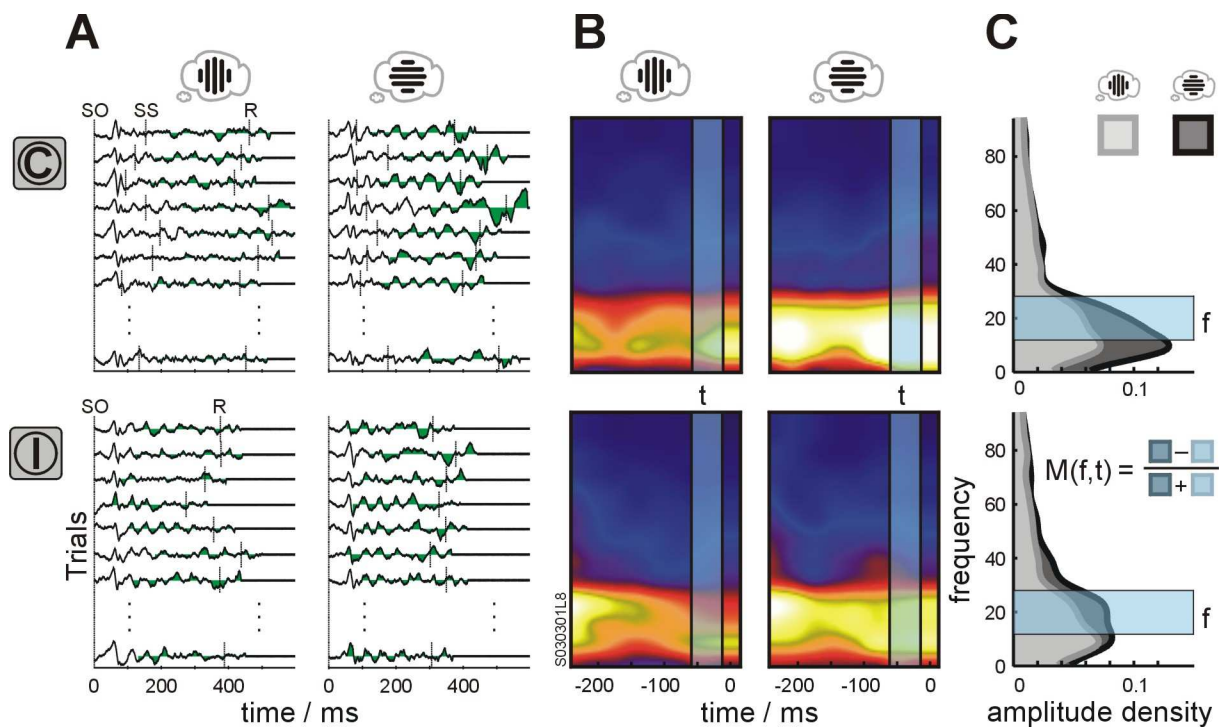 A
B
C
SO SS R
C
80
60
40
20
0
f
0 0.1
t t
SO R
I
Trials
S030301L8
frequency
80
60
40
20
0
M(f,t) = − / +
f
0 200 400 0 200 400
-200 -100 0 -200 -100 0
0 0.1
time / ms
time / ms
amplitude density